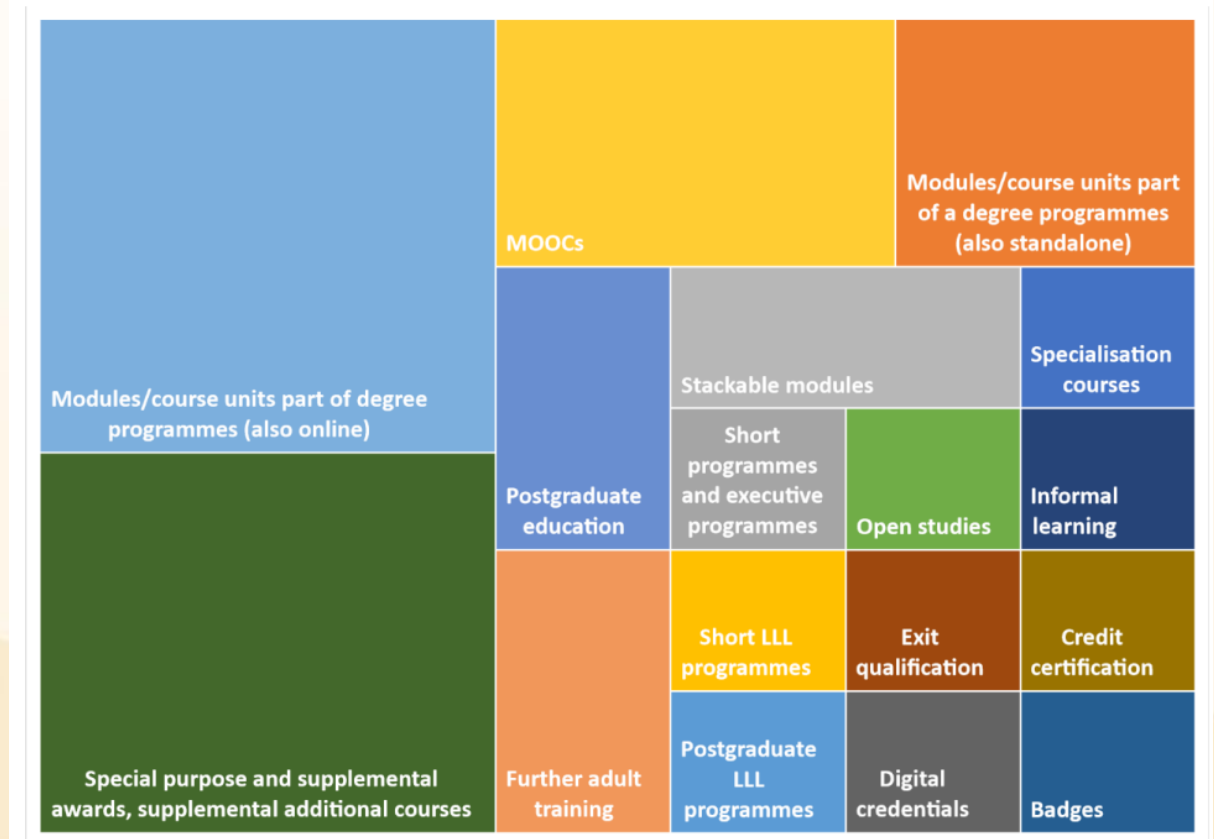 Modules/course units part of degree
programmes (also online)
MOOCs
Modules/course units part
of a degree programmes
(also standalone)
Postgraduate
education
Stackable modules
Specialisation
courses
Short
programmes
and executive
programmes
Open studies
Informal
learning
Special purpose and supplemental
awards, supplemental additional courses
Further adult
training
Short LLL
programmes
Exit
qualification
Credit
certification
Postgraduate
LLL
programmes
Digital
credentials
Badges